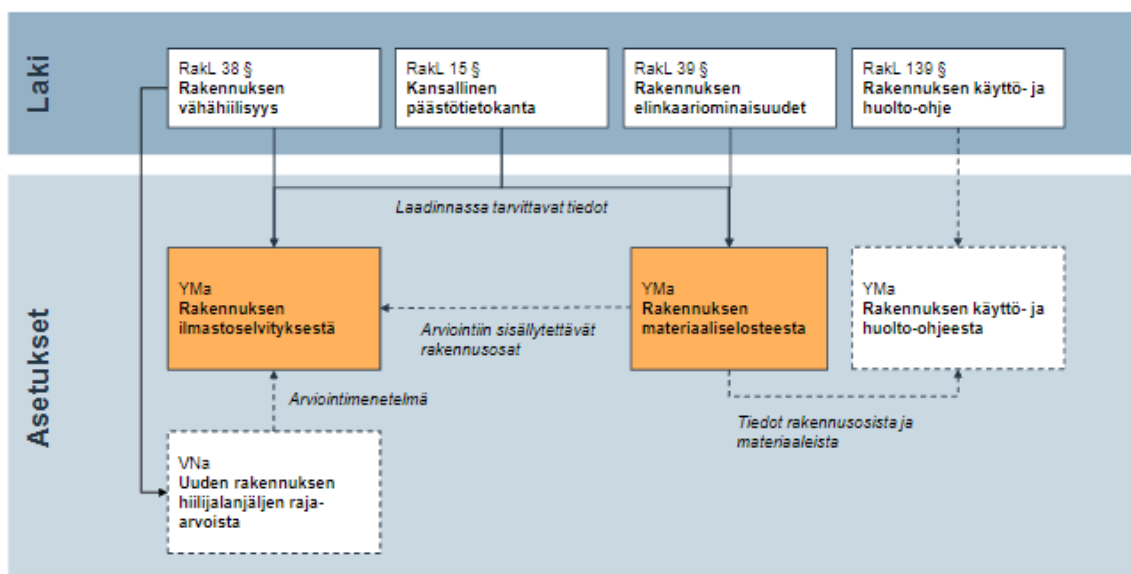 Laki
RakL 38 §
Rakennuksen
vähähiilisyys
RakL 15 §
Kansallinen
päästötietokanta
RakL 39 §
Rakennuksen
elinkaariominaisuudet
RakL 139 §
Rakennuksen käyttö- ja
huolto-ohje
Asetukset
Laadinnassa tarvittavat tiedot
YMa
Rakennuksen
ilmastoselvityksestä
Arviointiin sisällytettävät
rakennusosat
YMa
Rakennuksen
materiaaliselosteesta
YMa
Rakennuksen käyttö- ja
huolto-ohjeesta
Arviointimenetelmä
Tiedot rakennusosista ja
materiaaleista
VNa
Uuden rakennuksen
hiilijalanjäljen raja-
arvoista